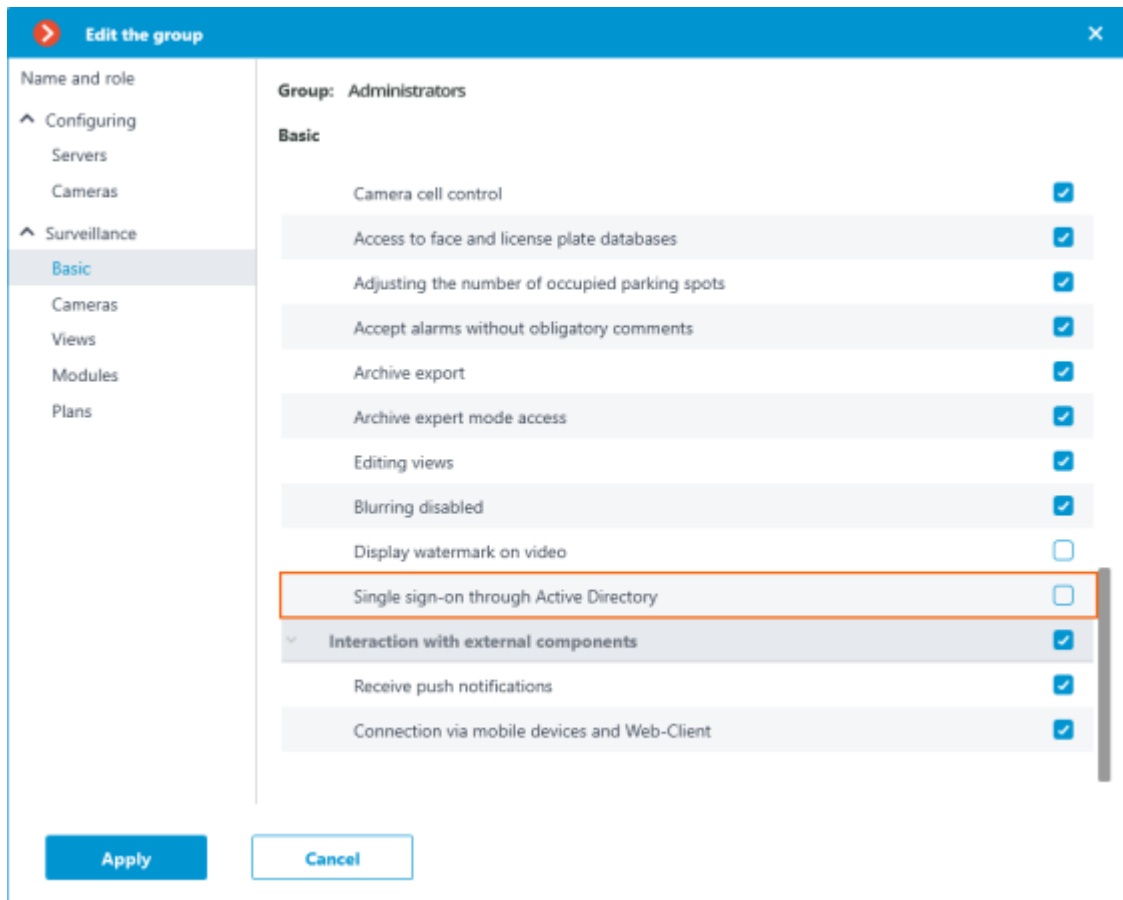 Edit the group
Name and role
Configuring
Servers
Cameras
Surveillance
Basic
Cameras
Views
Modules
Plans
Group: Administrators
Basic
Camera cell control
Access to face and license plate databases
Adjusting the number of occupied parking spots
Accept alarms without obligatory comments
Archive export
Archive expert mode access
Editing views
Blurring disabled
Display watermark on video
Single sign-on through Active Directory
Interaction with external components
Receive push notifications
Connection via mobile devices and Web-Client
Apply
Cancel